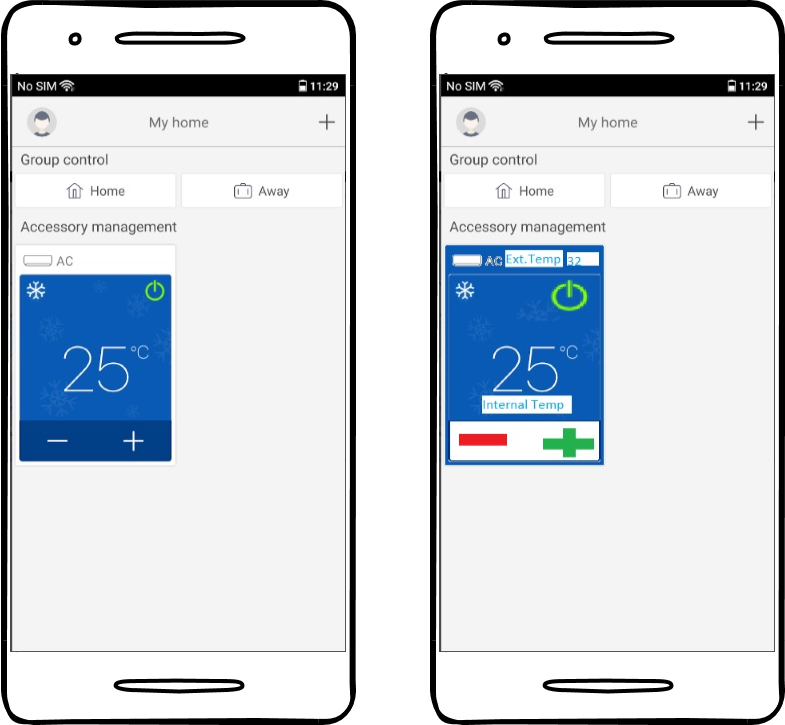 No SIM 11:29
My home +
Group control
Home Away
Accessory management
AC
25°C
− +
No SIM 11:29
My home +
Group control
Home Away
Accessory management
AC Ext.Temp 32
25°C
Internal Temp